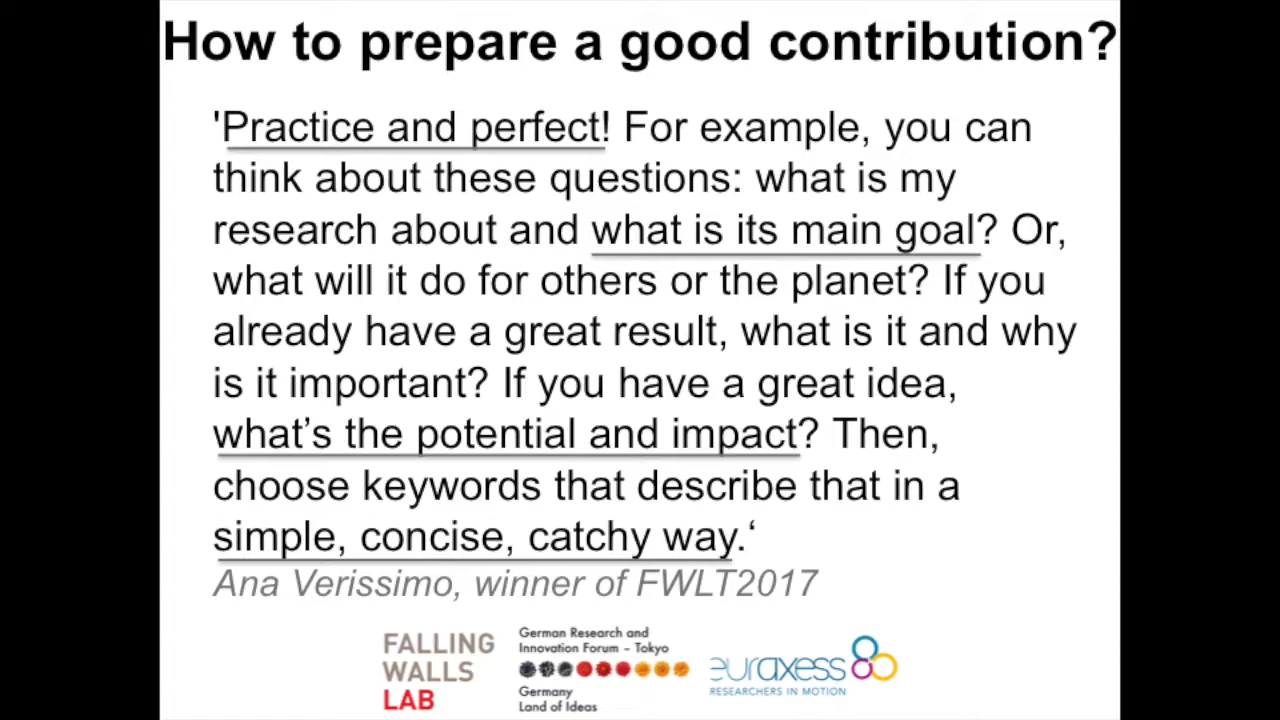 How to prepare a good contribution?
'Practice and perfect! For example, you can
think about these questions: what is my
research about and what is its main goal? Or,
what will it do for others or the planet? If you
already have a great result, what is it and why
is it important? If you have a great idea,
what’s the potential and impact? Then,
choose keywords that describe that in a
simple, concise, catchy way.‘
Ana Verissimo, winner of FWLT2017
FALLING
WALLS
LAB
German Research and
Innovation Forum – Tokyo
Germany
Land of Ideas
euraxess
RESEARCHERS IN MOTION